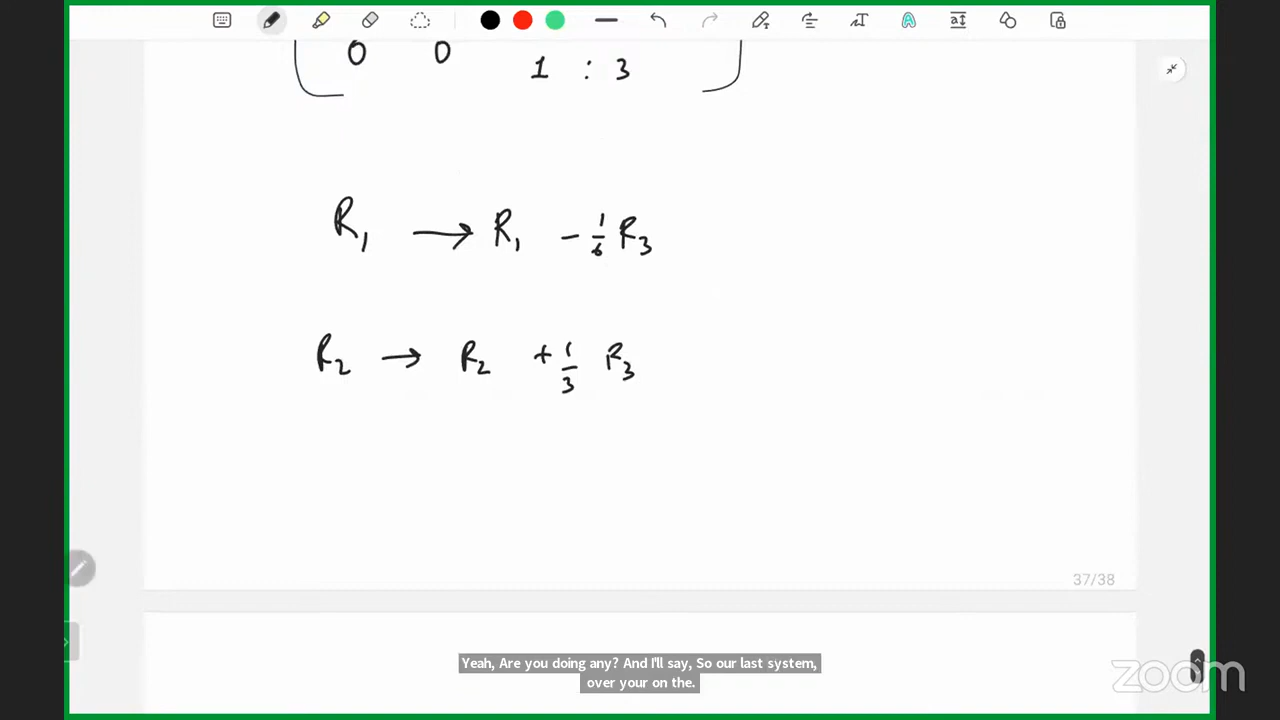 0 0 1 : 3
R₁ → R₁ - 1/6 R₃
R₂ → R₂ + 1/3 R₃
37/38
Yeah, Are you doing any? And I'll say, So our last system,
over your on the.
zoom